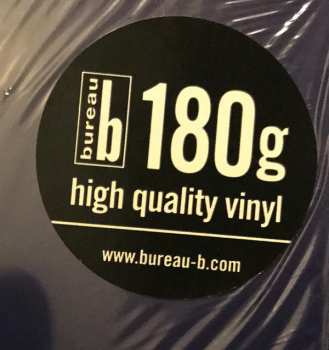 bureau
b
180g
high quality vinyl
www.bureau-b.com